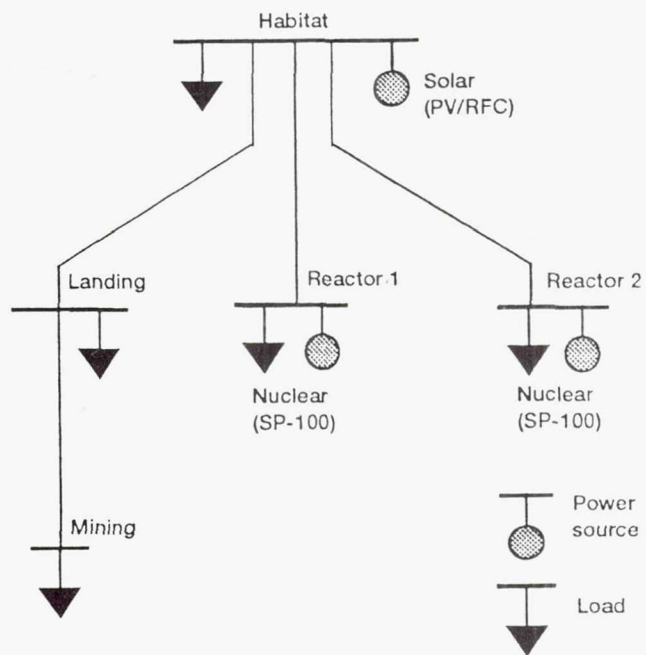 Habitat
Solar
(PV/RFC)
Landing
Reactor 1
Reactor 2
Nuclear
(SP-100)
Nuclear
(SP-100)
Mining
Power
source
Load